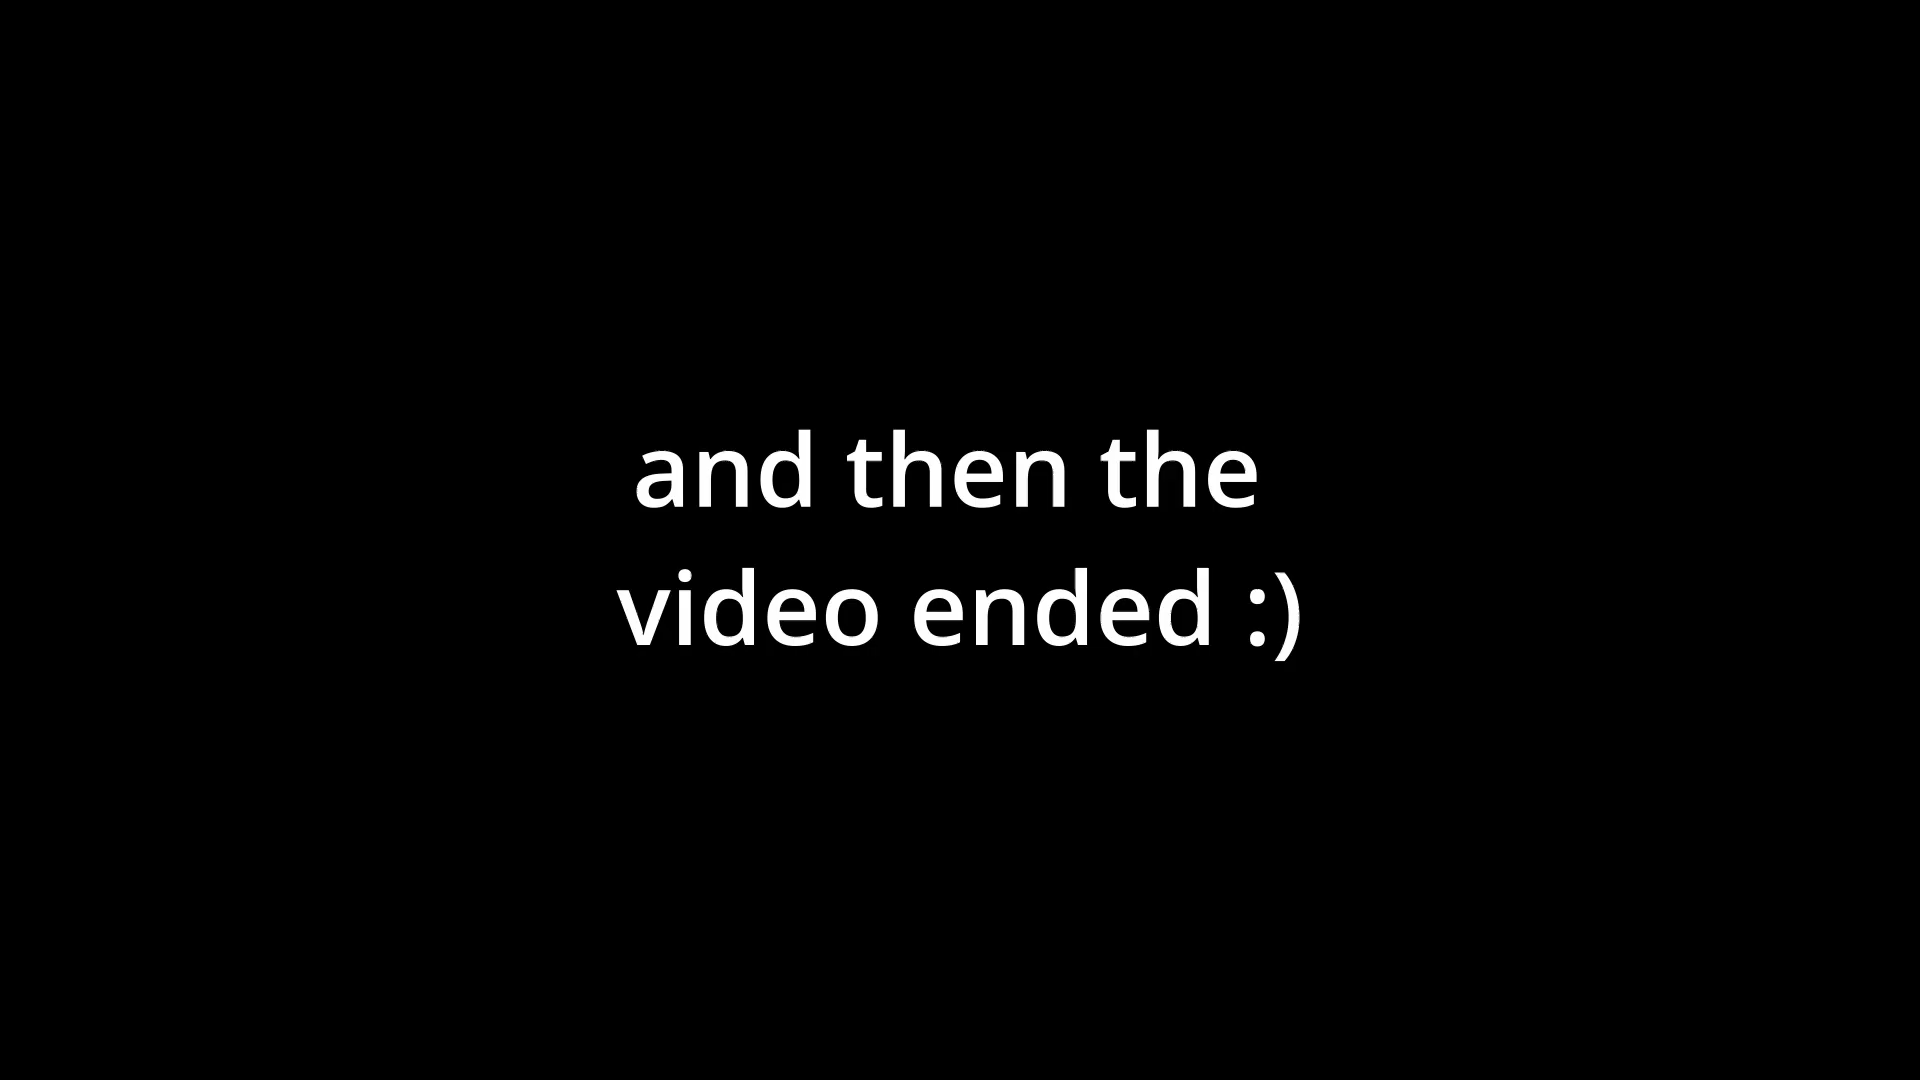 and then the
video ended :)